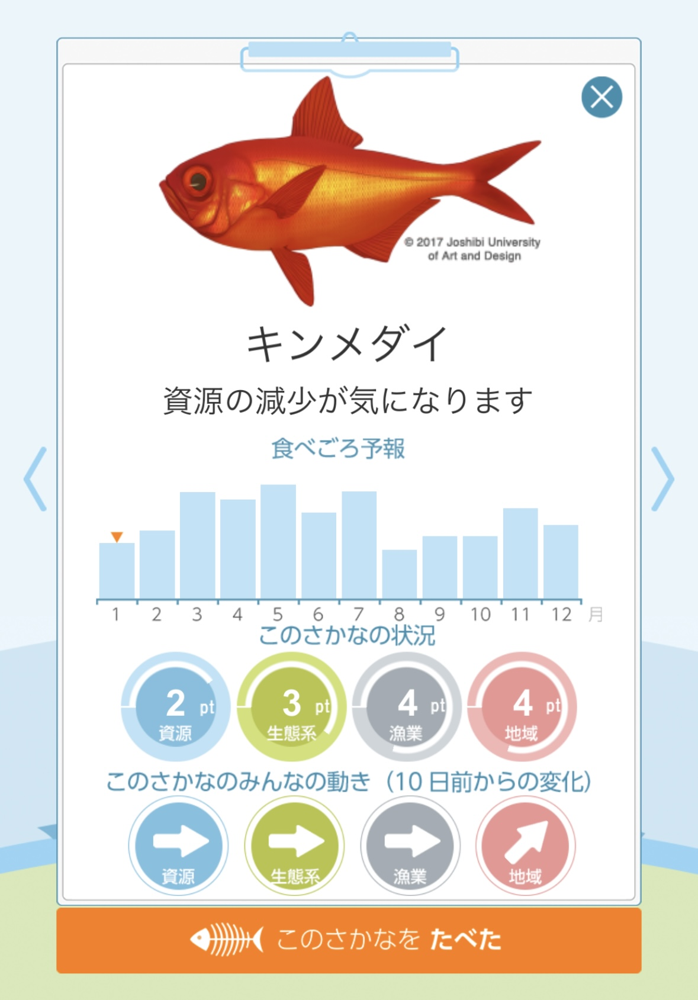 © 2017 Joshibi University
of Art and Design
キンメダイ
資源の減少が気になります
食べごろ予報
1 2 3 4 5 6 7 8 9 10 11 12 月
このさかなの状況
2 pt 3 pt 4 pt 4 pt
資源 生態系 漁業 地域
このさかなのみんなの動き（10 日前からの変化）
資源 生態系 漁業 地域
このさかなを たべた